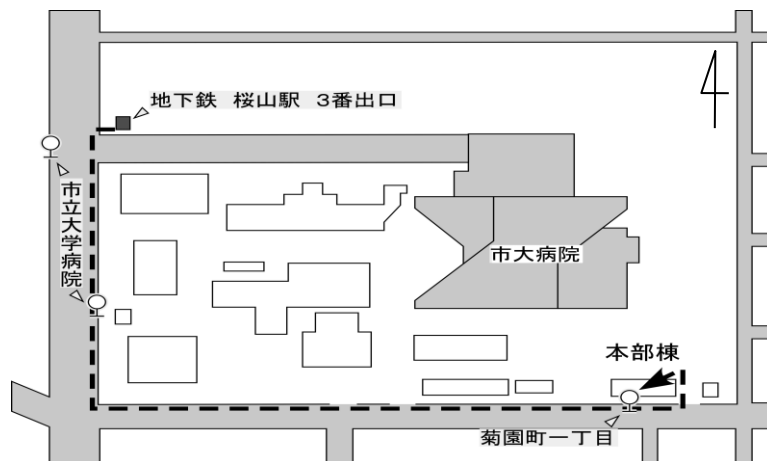 地下鉄 桜山駅 3番出口
市立大学病院
市大病院
本部棟
菊園町一丁目